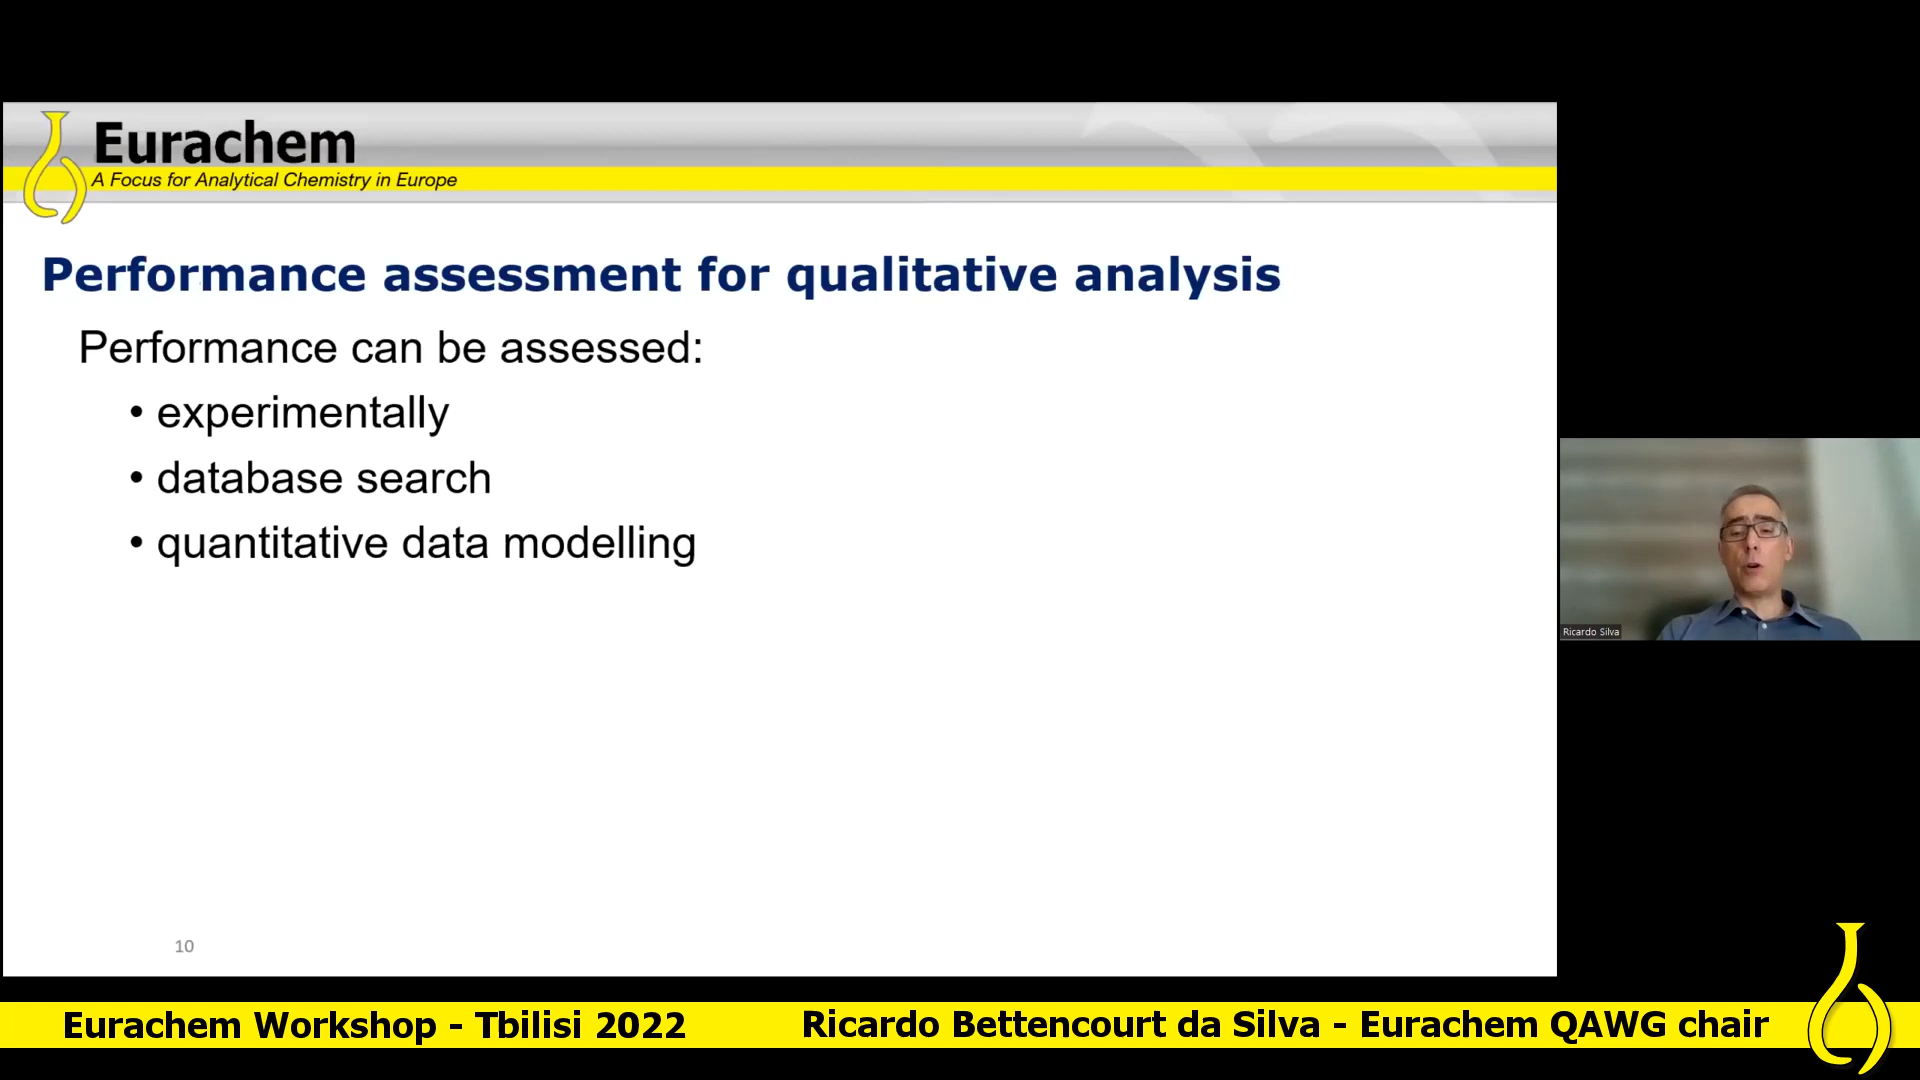 Eurachem
A Focus for Analytical Chemistry in Europe
Performance assessment for qualitative analysis
Performance can be assessed:
• experimentally
• database search
• quantitative data modelling
10
Ricardo Silva
Eurachem Workshop - Tbilisi 2022
Ricardo Bettencourt da Silva - Eurachem QAWG chair